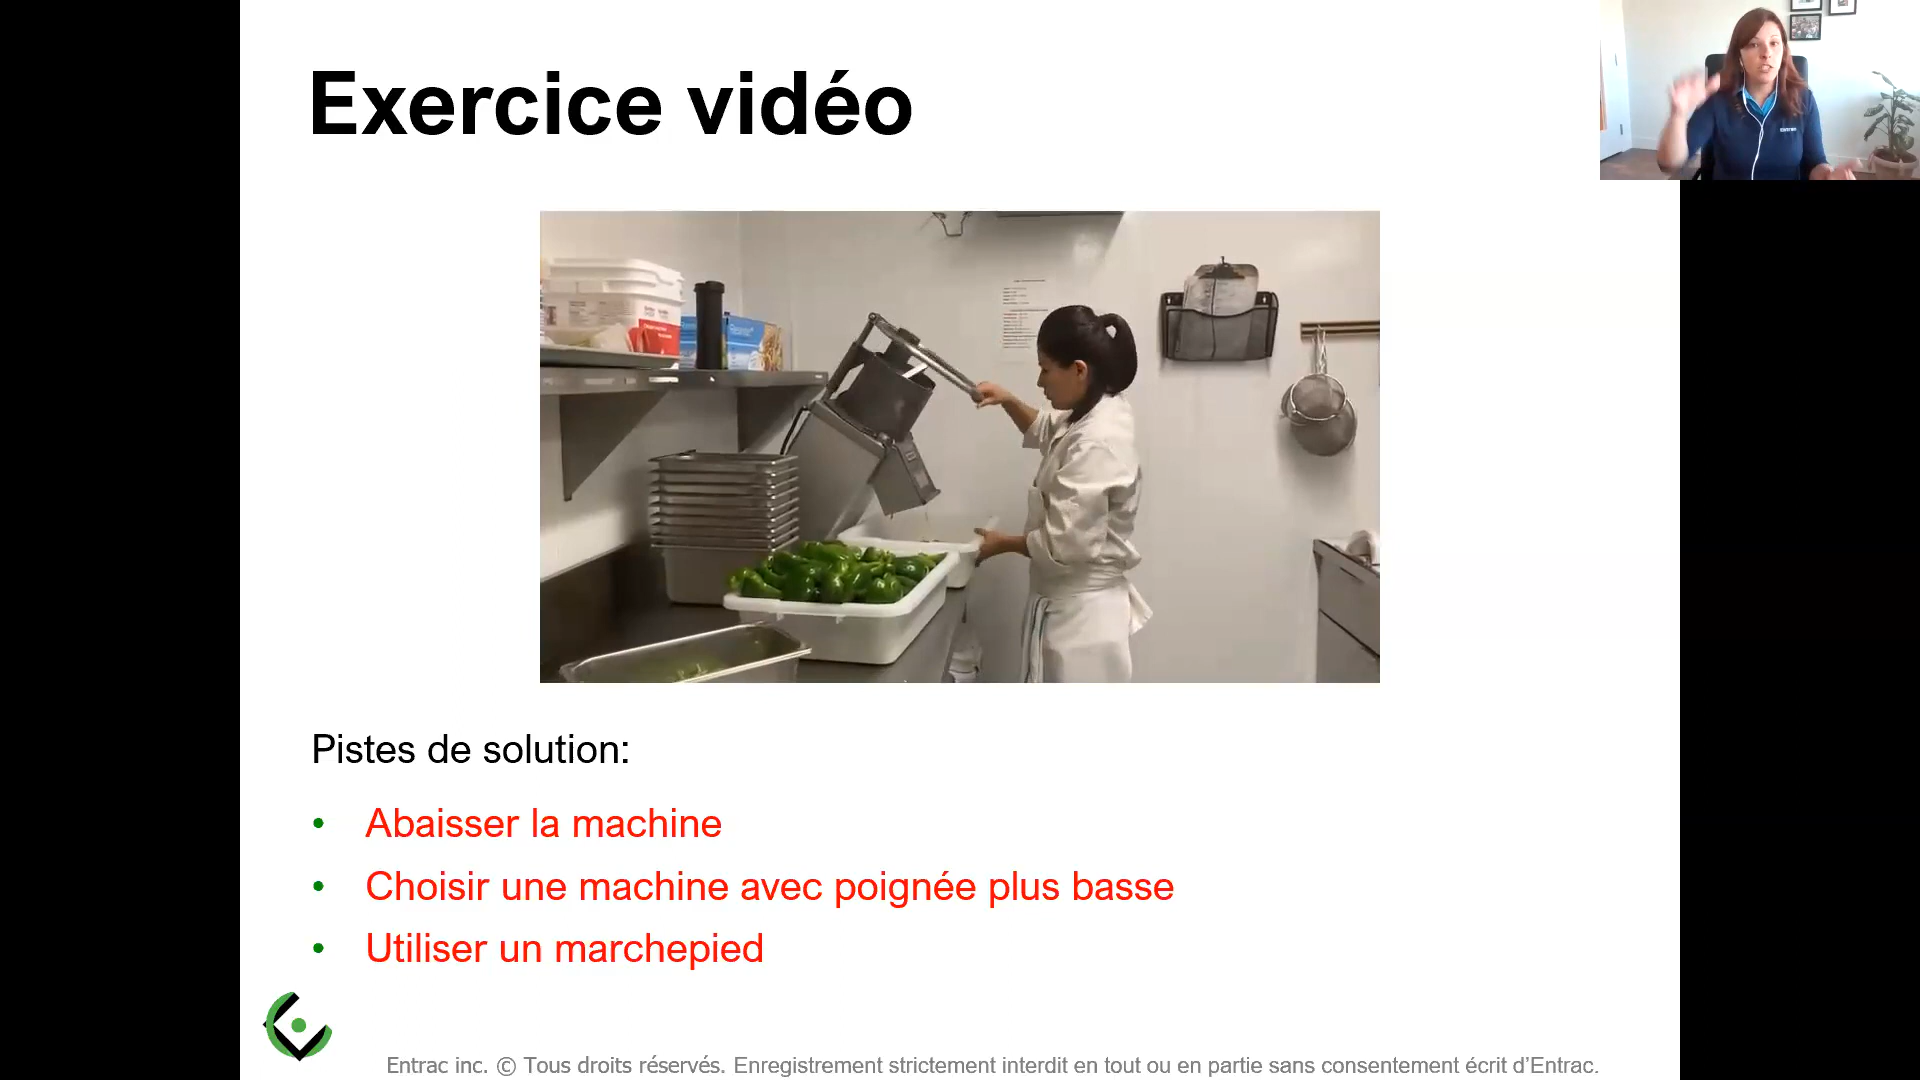 Exercice vidéo
Pistes de solution:
• Abaisser la machine
• Choisir une machine avec poignée plus basse
• Utiliser un marchepied
Entrac inc. © Tous droits réservés. Enregistrement strictement interdit en tout ou en partie sans consentement écrit d'Entrac.